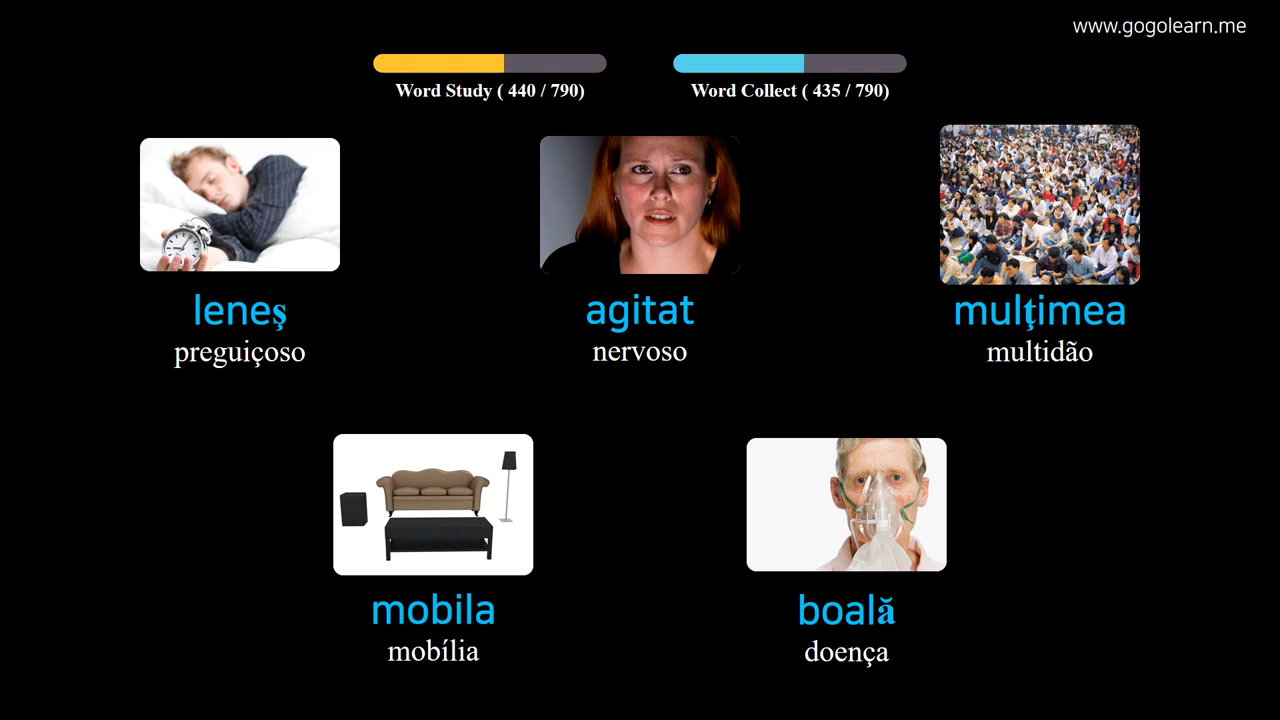 www.gogolearn.me
Word Study ( 440 / 790)
Word Collect ( 435 / 790)
leneş
preguiçoso
agitat
nervoso
mulţimea
multidão
mobila
mobília
boală
doença